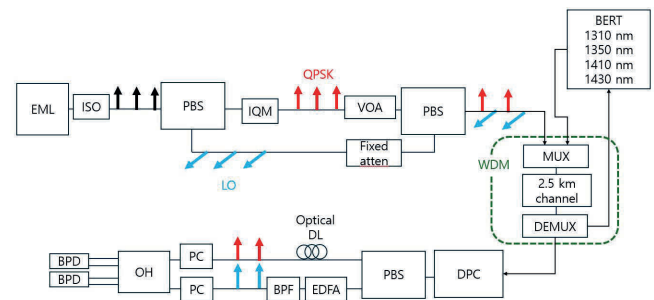 BERT
1310 nm
1350 nm
1410 nm
1430 nm
QPSK
EML
ISO
PBS
IQM
VOA
PBS
Fixed
atten
LO
WDM
MUX
2.5 km
channel
DEMUX
Optical
DL
BPD
BPD
OH
PC
PC
BPF
EDFA
PBS
DPC